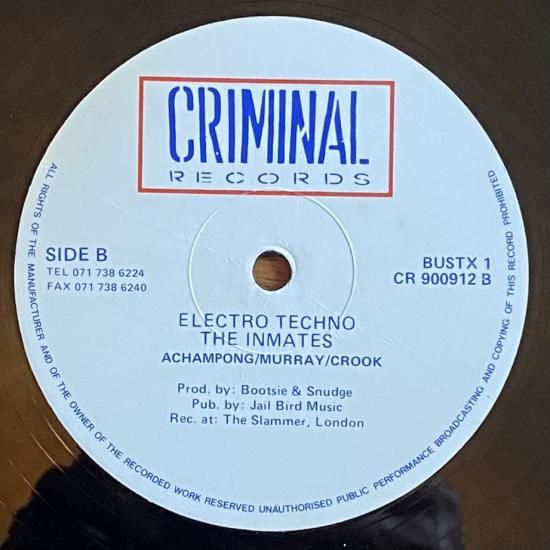 CRIMINAL
RECORDS
SIDE B
TEL 071 738 6224
FAX 071 738 6240
BUSTX 1
CR 900912 B
ELECTRO TECHNO
THE INMATES
ACHAMPONG/MURRAY/CROOK
Prod. by: Bootsie & Snudge
Pub. by: Jail Bird Music
Rec. at: The Slammer, London
ALL RIGHTS OF THE MANUFACTURER AND OF THE OWNER OF THE RECORDED WORK RESERVED UNAUTHORISED PUBLIC PERFORMANCE BROADCASTING AND COPYING OF THIS RECORD PROHIBITED